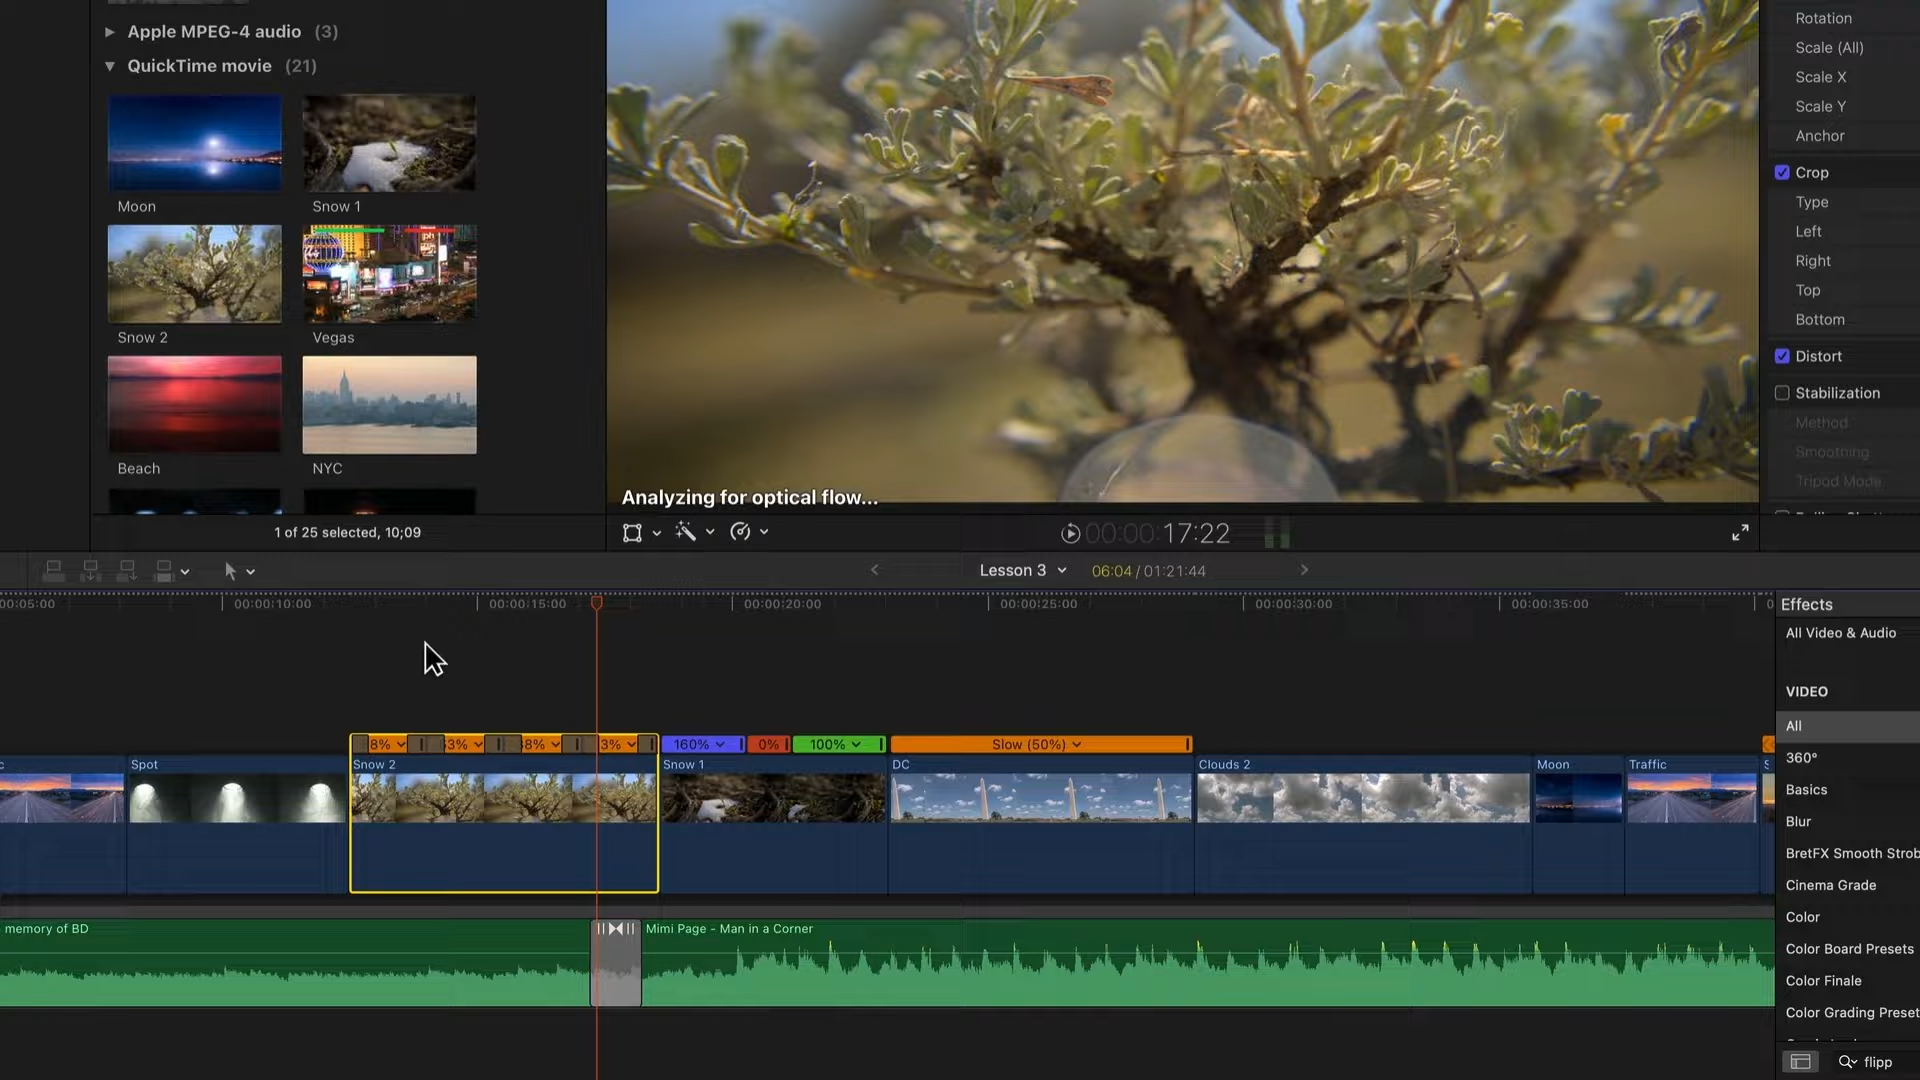 Apple MPEG-4 audio (3)
QuickTime movie (21)
Moon
Snow 1
Snow 2
Vegas
Beach
NYC
1 of 25 selected, 10;09
Analyzing for optical flow...
00:00:17:22
Rotation
Scale (All)
Scale X
Scale Y
Anchor
Crop
Type
Left
Right
Top
Bottom
Distort
Stabilization
Method
Smoothing
Tripod Mode
Lesson 3
06:04 / 01:21:44
00:05:00
00:00:10:00
00:00:15:00
00:00:20:00
00:00:25:00
00:00:30:00
00:00:35:00
8%
3%
8%
3%
160%
0%
100%
Slow (50%)
c
Spot
Snow 2
Snow 1
DC
Clouds 2
Moon
Traffic
S
memory of BD
Mimi Page - Man in a Corner
Effects
All Video & Audio
VIDEO
All
360°
Basics
Blur
BretFX Smooth Strob
Cinema Grade
Color
Color Board Presets
Color Finale
Color Grading Preset
flipp